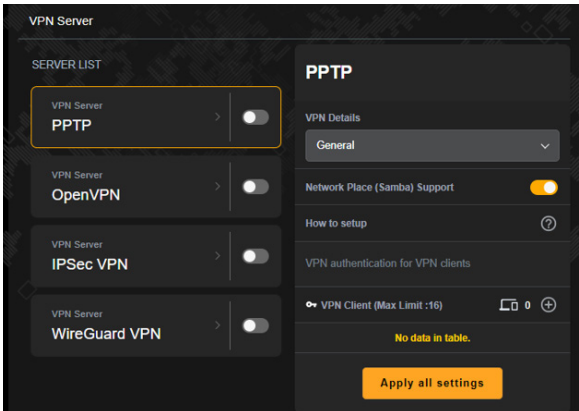 VPN Server
SERVER LIST
VPN Server
PPTP
VPN Server
OpenVPN
VPN Server
IPSec VPN
VPN Server
WireGuard VPN
PPTP
VPN Details
General
Network Place (Samba) Support
How to setup
?
VPN authentication for VPN clients
VPN Client (Max Limit :16) 0
No data in table.
Apply all settings